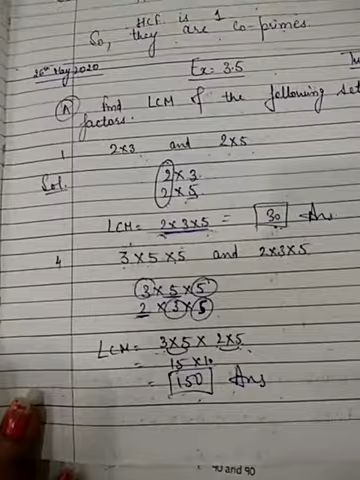 HCF is 1
So, they are co-primes
26th May 2020
Ex: 3.5
(A) Find LCM of the following set
factors.
1 2×3 and 2×5
Sol. 2×3
2×5
LCM = 2×3×5 = 30 Ans
4 3×5×5 and 2×3×5
3×5×5
2×3×5
LCM = 3×5 × 2×5
= 15×10
= 150 Ans
90 and 90